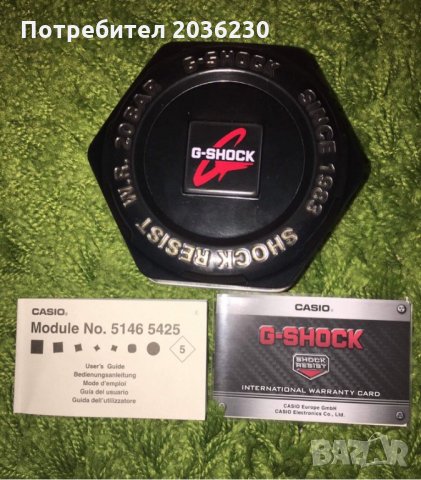 Потребител 2036230
G-SHOCK
SINCE 1983
SHOCK RESIST
W.R. 20BAR
G-SHOCK
CASIO
Module No. 5146 5425
5
User's Guide
Bedienungsanleitung
Mode d'emploi
Guía del usuario
Guida dell'utilizzatore
CASIO
G-SHOCK
SHOCK
RESIST
INTERNATIONAL WARRANTY CARD
CASIO Europe GmbH
CASIO Electronics Co., Ltd.
BAZAR